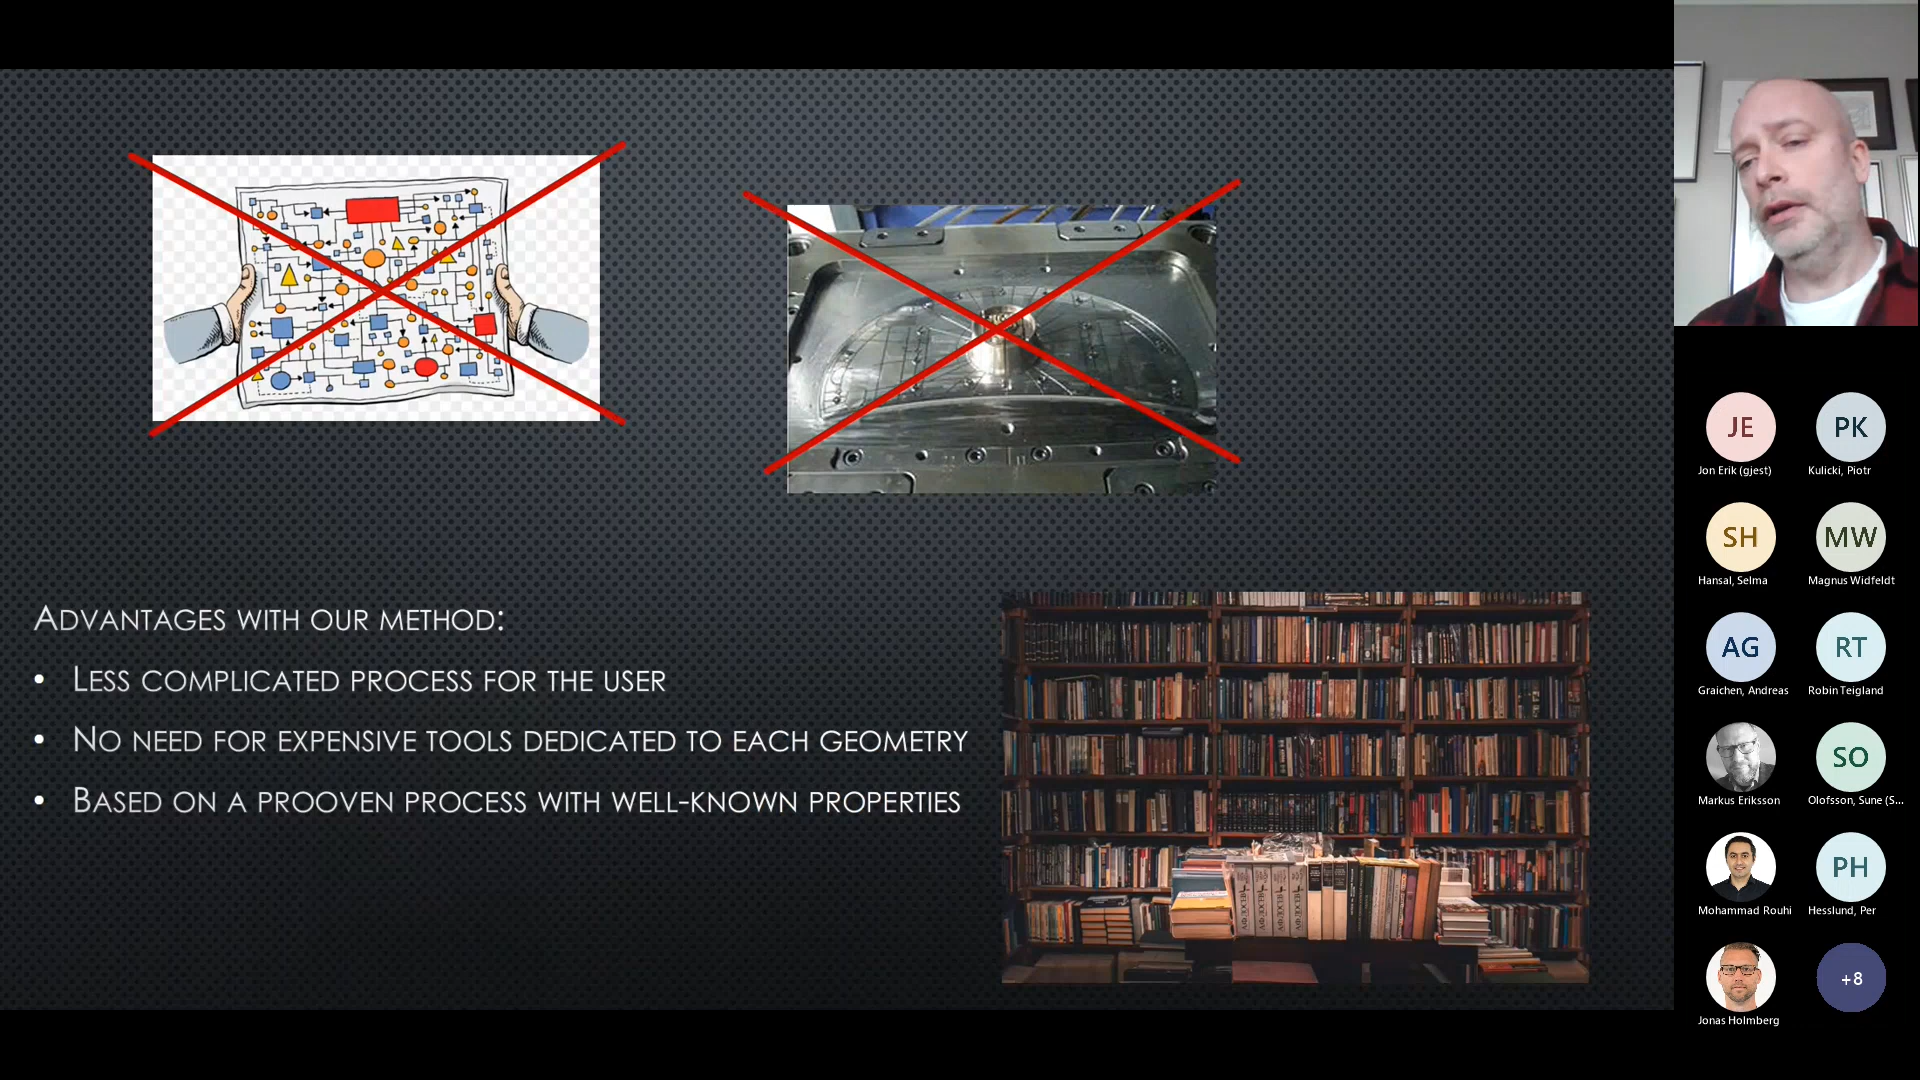 Advantages with our method:
• Less complicated process for the user
• No need for expensive tools dedicated to each geometry
• Based on a prooven process with well-known properties
JE
Jon Erik (gjest)
PK
Kulicki, Piotr
SH
Hansal, Selma
MW
Magnus Widfeldt
AG
Graichen, Andreas
RT
Robin Teigland
Markus Eriksson
SO
Olofsson, Sune (S...
Mohammad Rouhi
PH
Hesslund, Per
Jonas Holmberg
+8